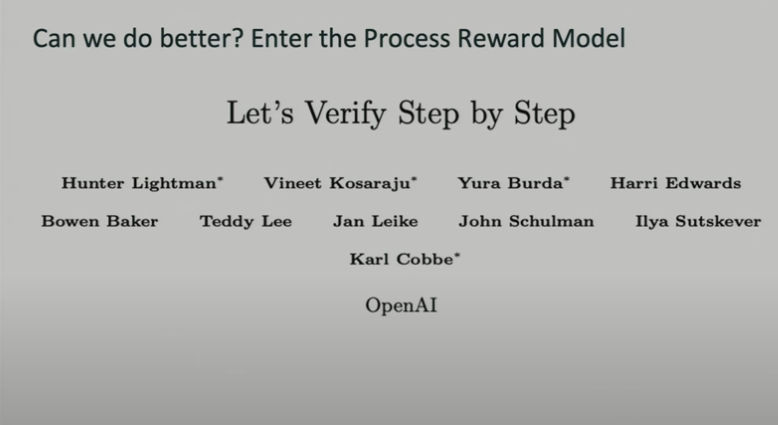 Can we do better? Enter the Process Reward Model
Let's Verify Step by Step
Hunter Lightman* Vineet Kosaraju* Yura Burda* Harri Edwards
Bowen Baker Teddy Lee Jan Leike John Schulman Ilya Sutskever
Karl Cobbe*
OpenAI